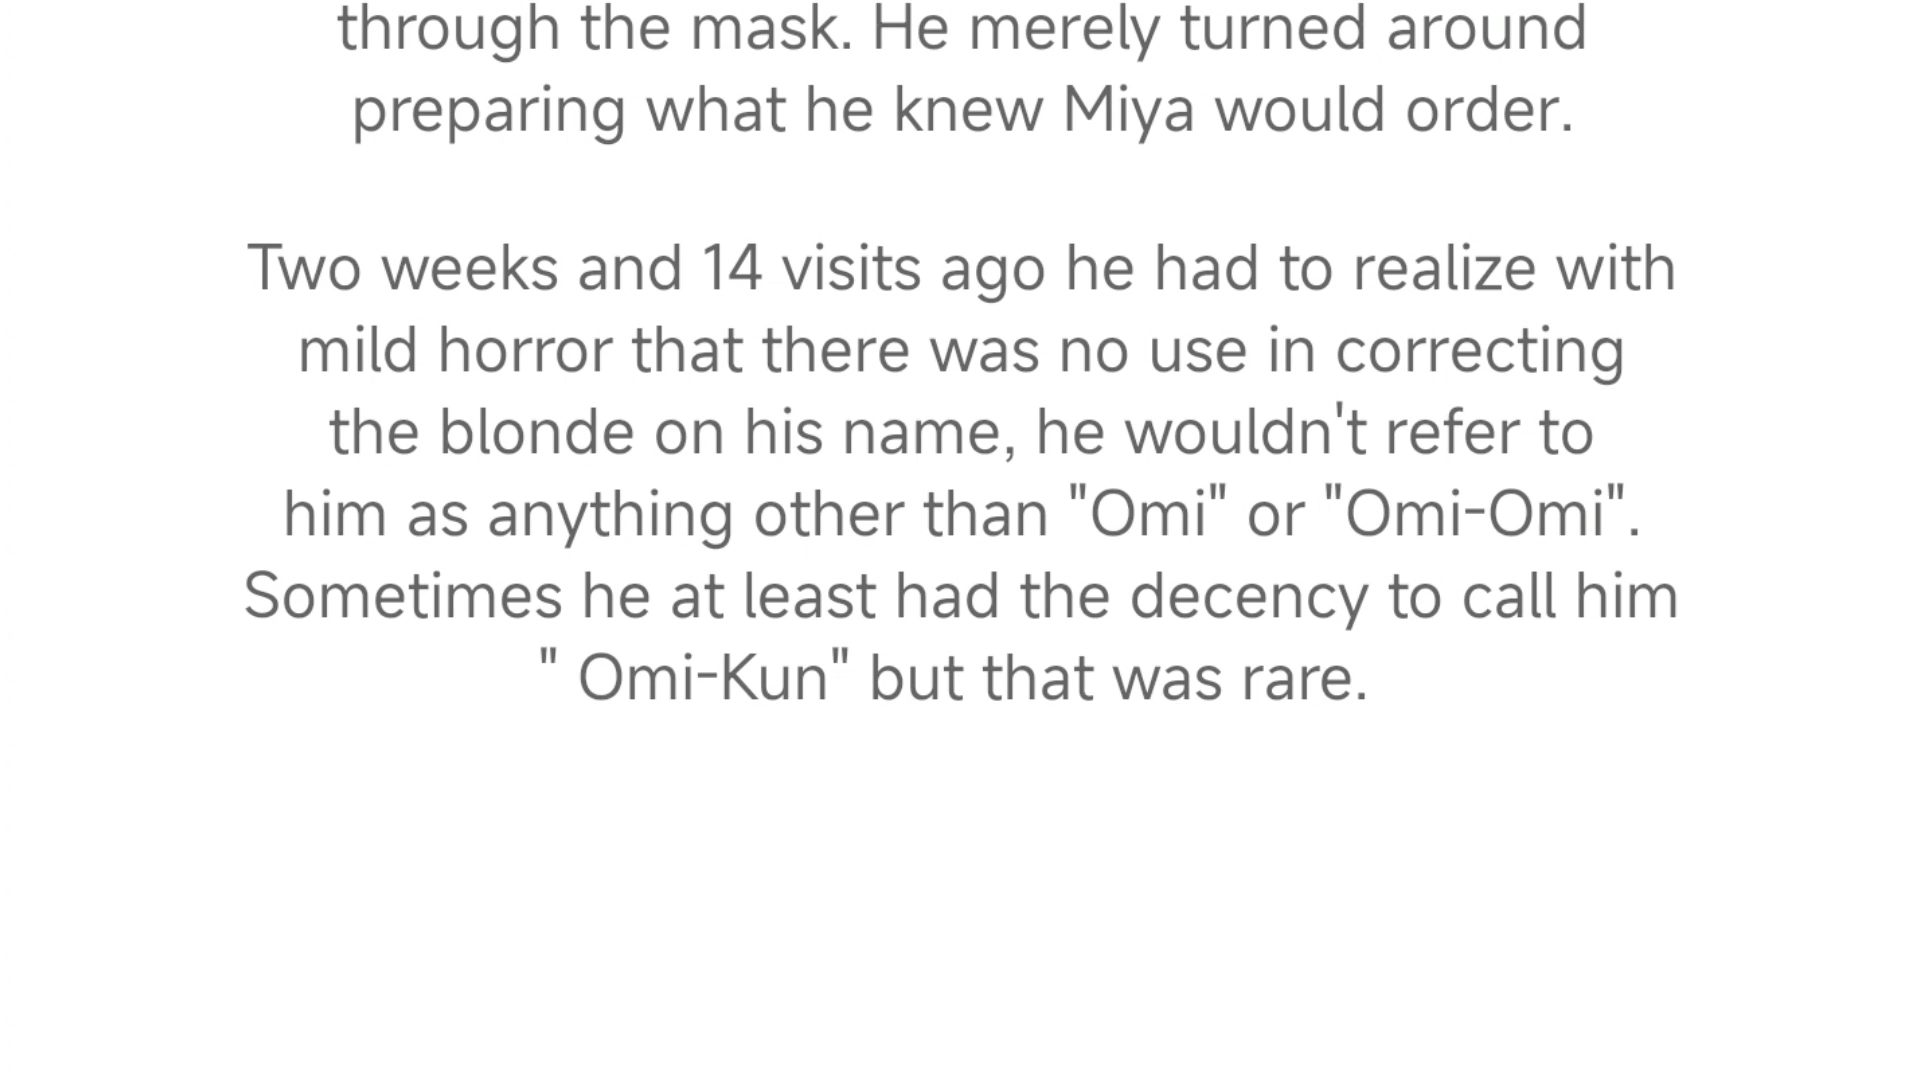 through the mask. He merely turned around
preparing what he knew Miya would order.
Two weeks and 14 visits ago he had to realize with
mild horror that there was no use in correcting
the blonde on his name, he wouldn't refer to
him as anything other than "Omi" or "Omi-Omi".
Sometimes he at least had the decency to call him
" Omi-Kun" but that was rare.